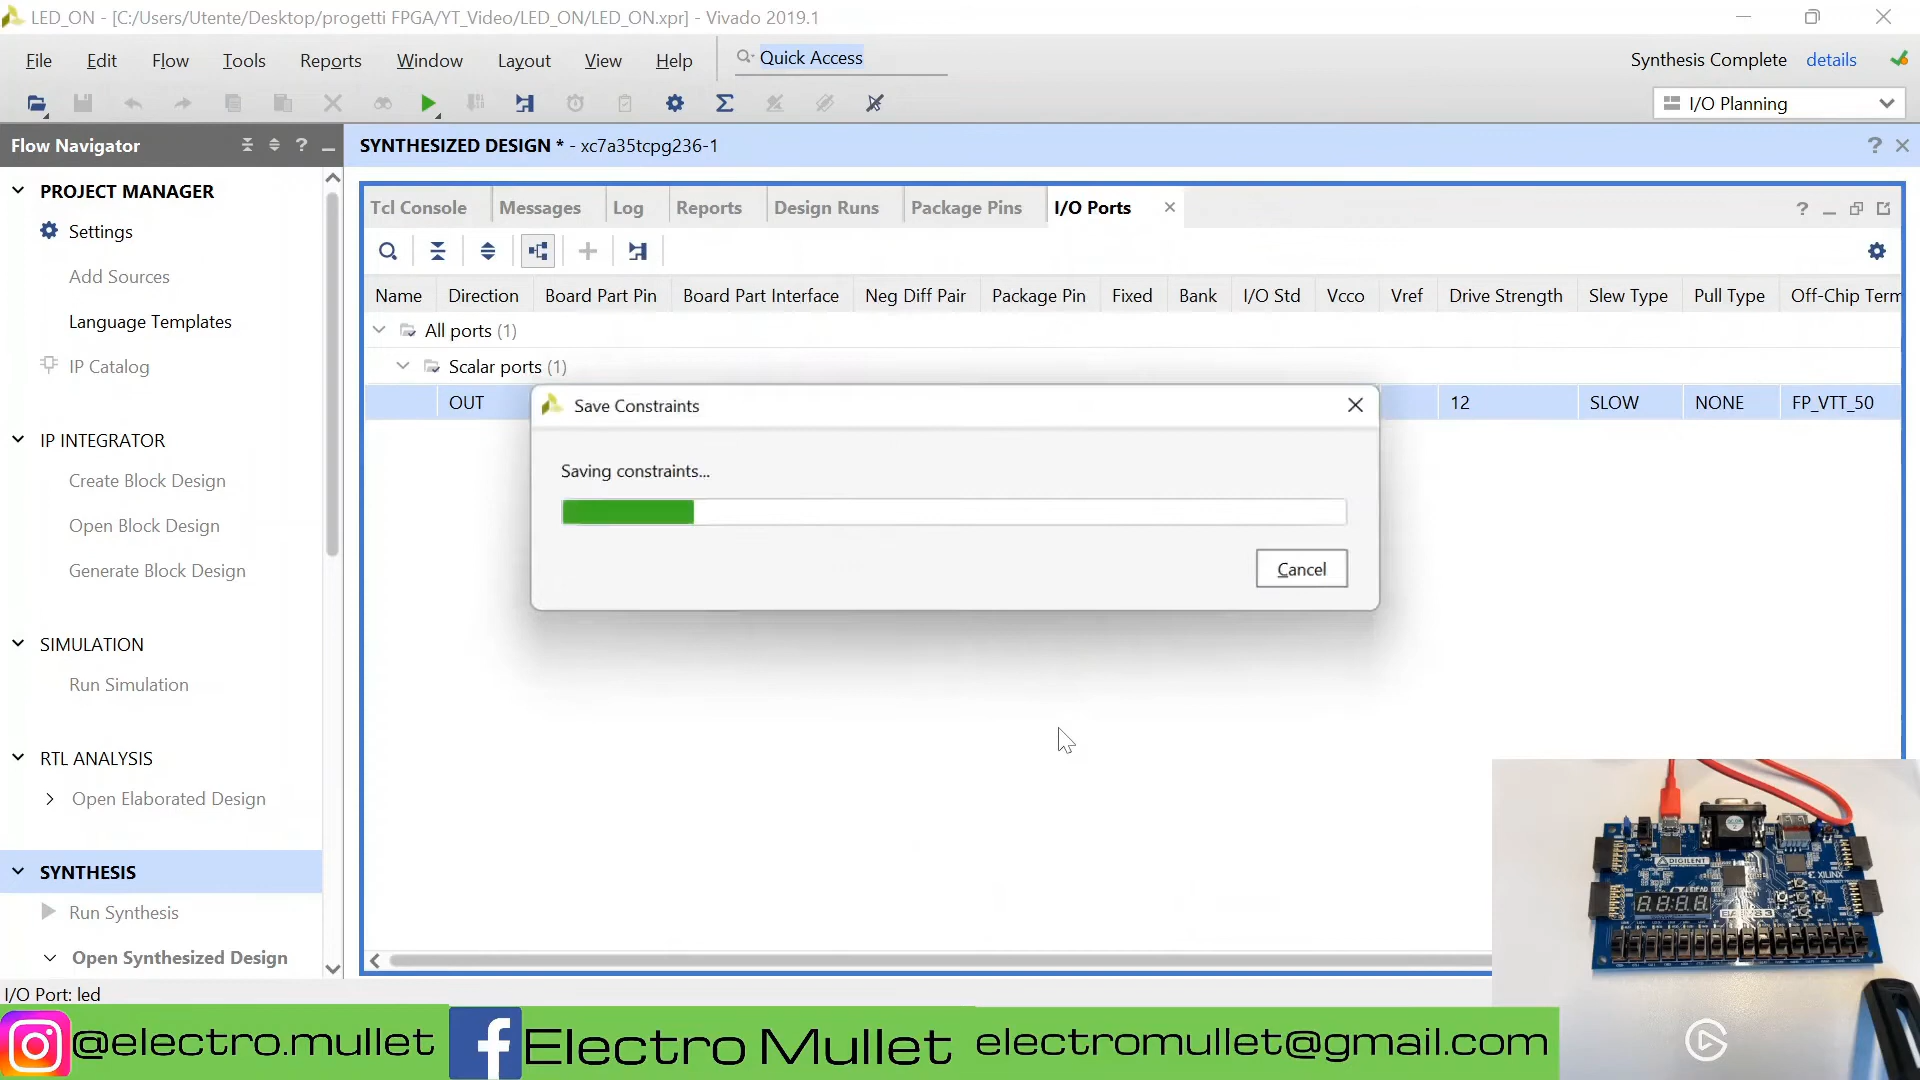 LED_ON - [C:/Users/Utente/Desktop/progetti FPGA/YT_Video/LED_ON/LED_ON.xpr] - Vivado 2019.1
File Edit Flow Tools Reports Window Layout View Help Quick Access
Synthesis Complete details
I/O Planning
Flow Navigator
SYNTHESIZED DESIGN * - xc7a35tcpg236-1
PROJECT MANAGER
Settings
Add Sources
Language Templates
IP Catalog
IP INTEGRATOR
Create Block Design
Open Block Design
Generate Block Design
SIMULATION
Run Simulation
RTL ANALYSIS
Open Elaborated Design
SYNTHESIS
Run Synthesis
Open Synthesized Design
Tcl Console Messages Log Reports Design Runs Package Pins I/O Ports
Name Direction Board Part Pin Board Part Interface Neg Diff Pair Package Pin Fixed Bank I/O Std Vcco Vref Drive Strength Slew Type Pull Type Off-Chip Term
All ports (1)
Scalar ports (1)
OUT 12 SLOW NONE FP_VTT_50
Save Constraints
Saving constraints...
Cancel
I/O Port: led
DIGILENT
XILINX
BASYS 3
@electro.mullet Electro Mullet electromullet@gmail.com